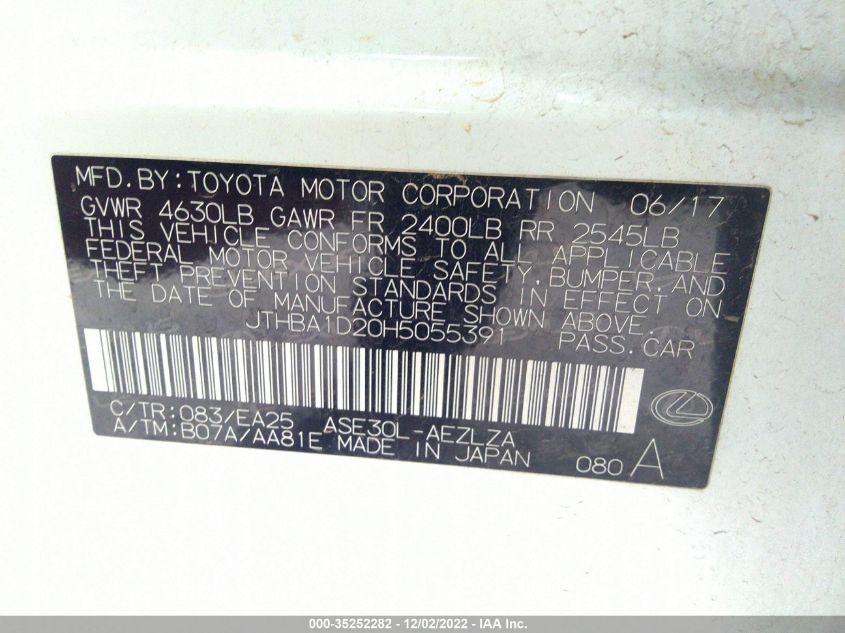 MFD.BY:TOYOTA MOTOR CORPORATION 06/17
GVWR 4630LB GAWR FR 2400LB RR 2545LB
THIS VEHICLE CONFORMS TO ALL APPLICABLE
FEDERAL MOTOR VEHICLE SAFETY,BUMPER,AND
THEFT PREVENTION STANDARDS IN EFFECT ON
THE DATE OF MANUFACTURE SHOWN ABOVE.
JTHBA1D20H5055391 PASS.CAR
C/TR:083/EA25 ASE30L-AEZLZA
A/TM:B07A/AA81E MADE IN JAPAN 080 A
000-35252282 - 12/02/2022 - IAA Inc.